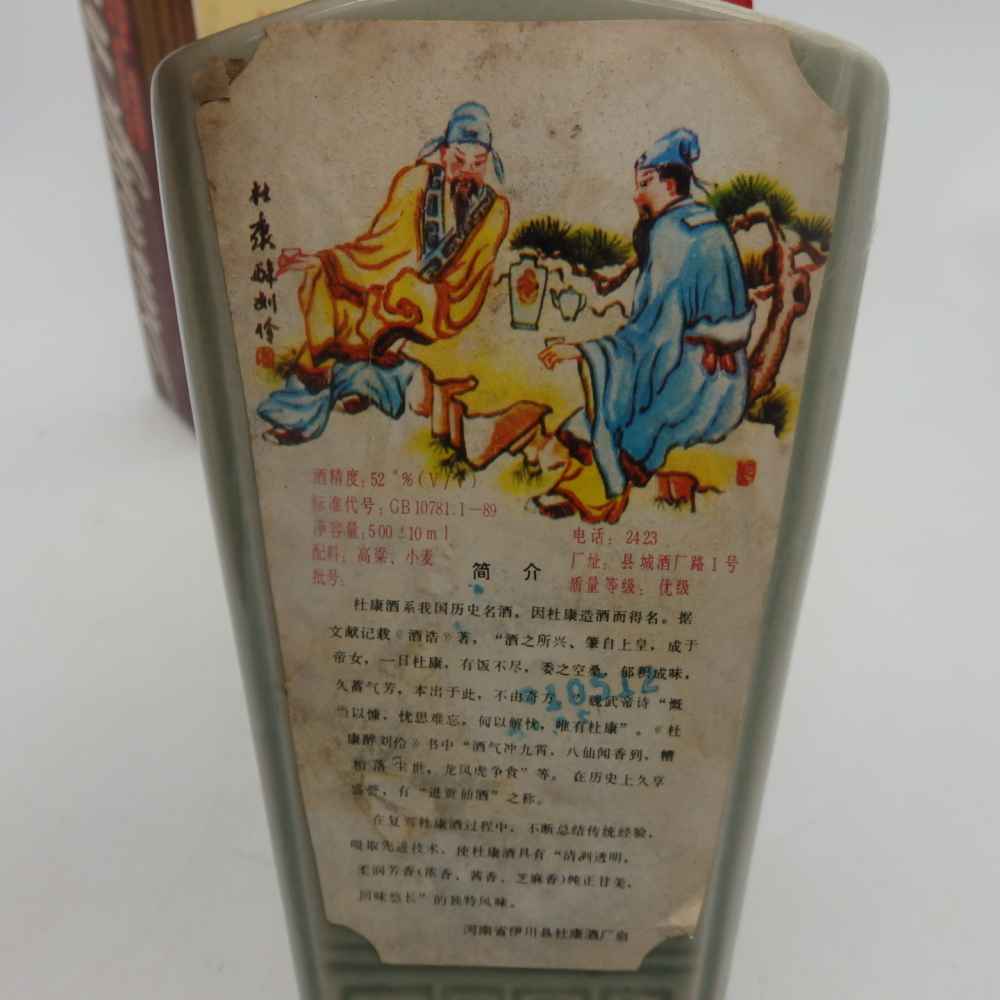 杜康醉刘伶
酒精度:52°%(V/V)
标准代号:GB10781.1—89
净容量:500±10ml
配料:高粱、小麦
批号:
电话:2423
厂址:县城酒厂路1号
质量等级:优级
简介
杜康酒系我国历史名酒。因杜康造酒而得名。据
文献记载《酒诰》著,“酒之所兴、肇自上皇,成于
帝女,一曰杜康,有饭不尽,委之空桑,郁积成味,
久蓄气芳,本出于此,不由奇方。”魏武帝诗“慨
当以慷,忧思难忘,何以解忧,唯有杜康”。《杜
康醉刘伶》书中“酒气冲九霄,八仙闻香到,糟
粕落尘世,龙凤虎争食”等。在历史上久享
盛誉,有“进贡仙酒”之称。
在复害杜康酒过程中,不断总结传统经验,
吸取先进技术,使杜康酒具有“清洌透明,
柔润芳香(浓香、酱香、芝麻香)纯正甘美,
回味悠长”的独特风味。
河南省伊川县杜康酒厂启
210512